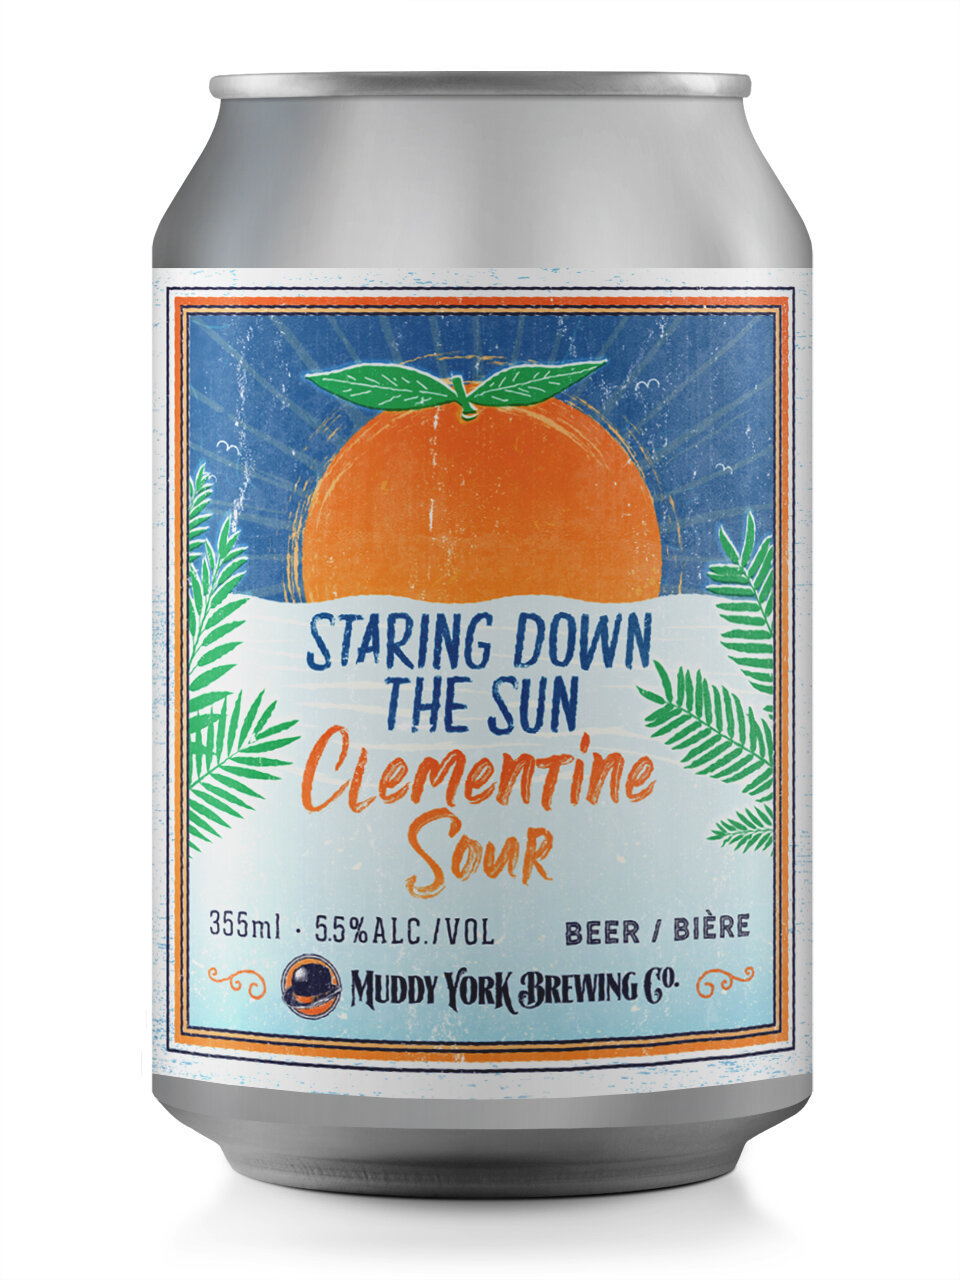 STARING DOWN
THE SUN
Clementine
Sour
355ml · 5.5% ALC./VOL BEER / BIÈRE
MUDDY YORK BREWING CO.